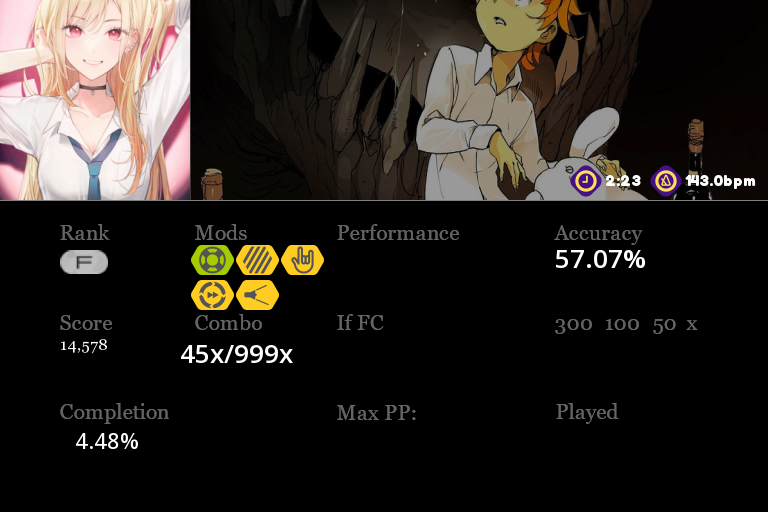 2:23 143.0bpm
Rank Mods Performance Accuracy
F 57.07%
Score Combo If FC 300 100 50 x
14,578 45x/999x
Completion Max PP: Played
4.48%